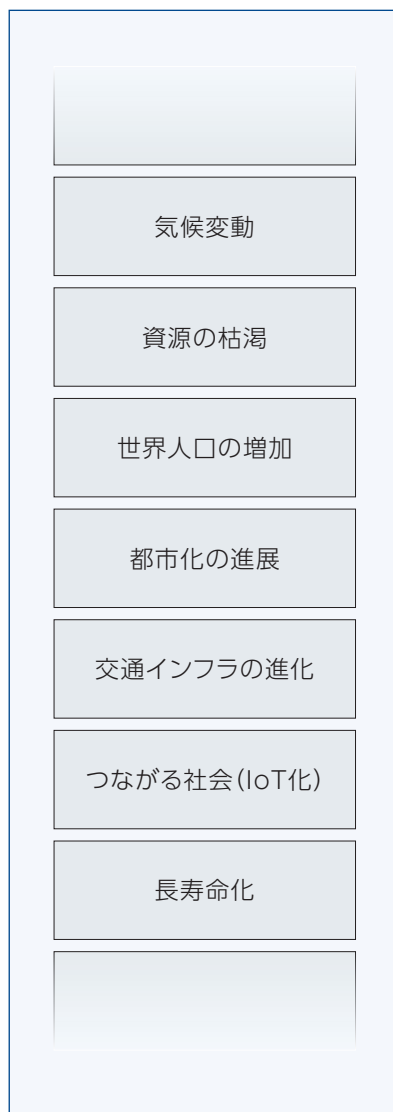 気候変動
資源の枯渇
世界人口の増加
都市化の進展
交通インフラの進化
つながる社会(IoT化)
長寿命化